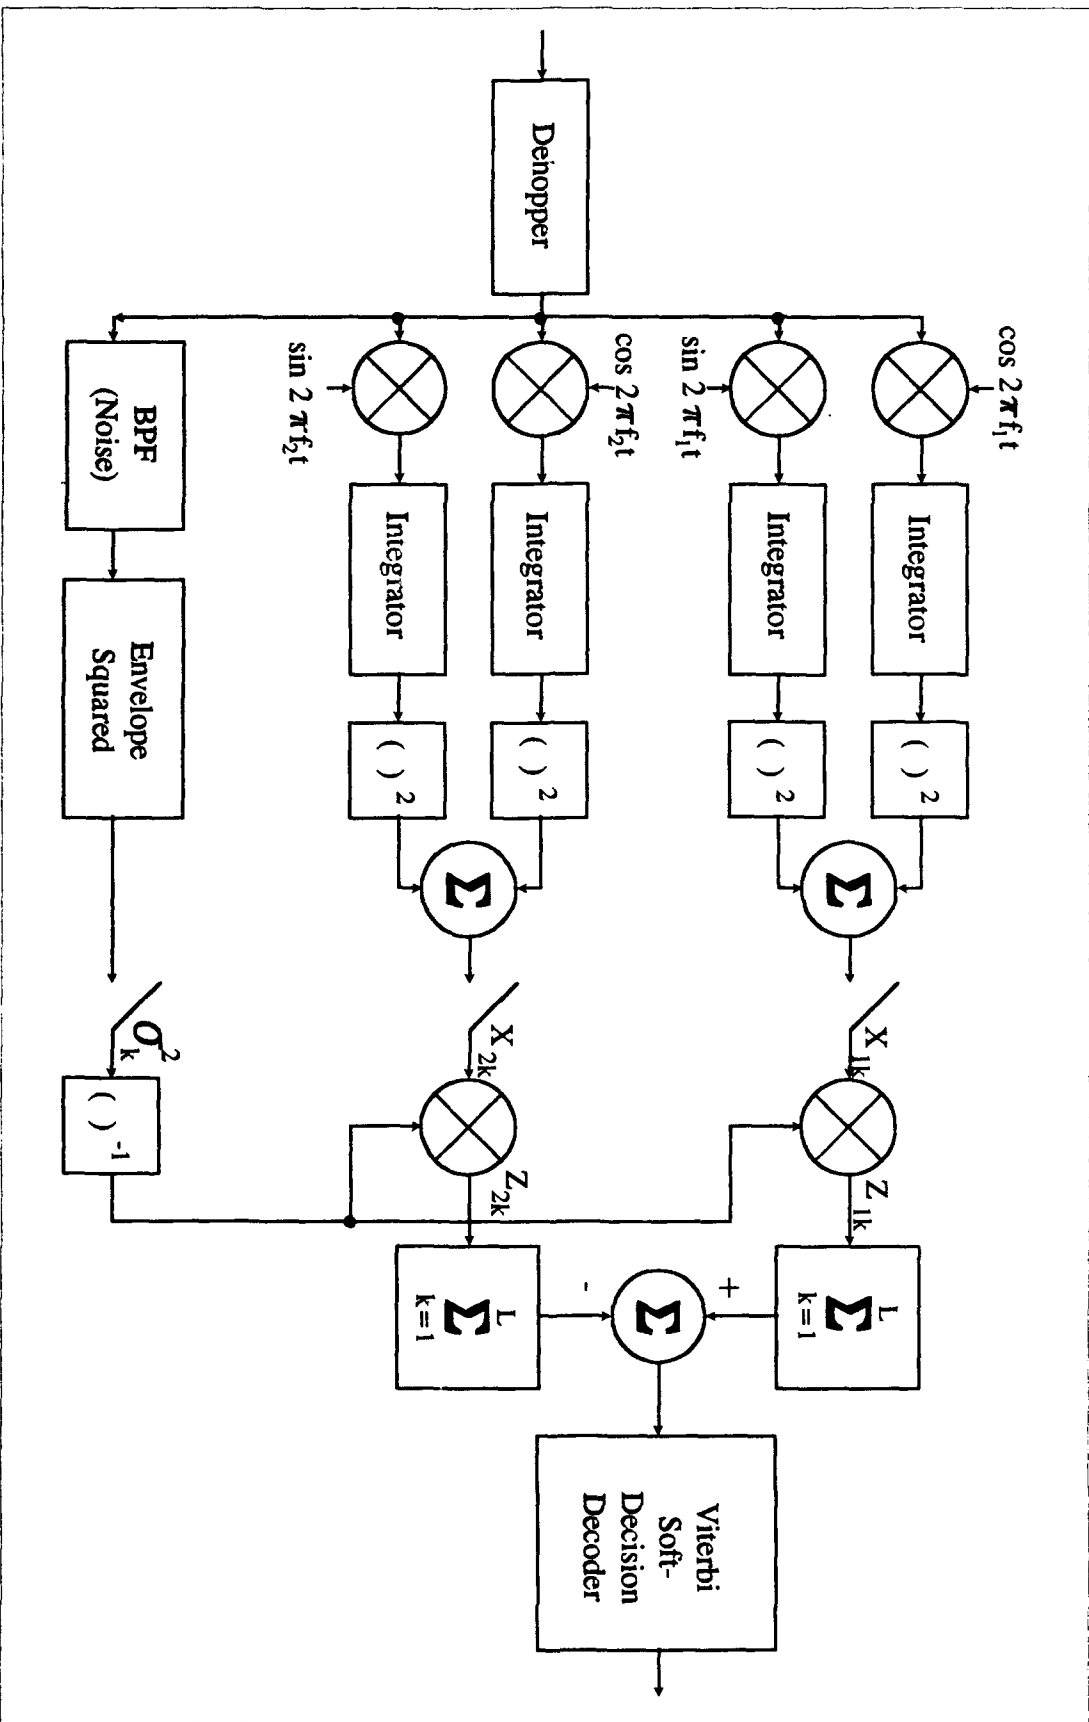 Dehopper
cos 2πf₁t
Integrator
( )²
Σ
X₁ₖ
Z₁ₖ
L
Σ
k=1
sin 2πf₁t
Integrator
( )²
+
Σ
-
Viterbi
Soft-
Decision
Decoder
cos 2πf₂t
Integrator
( )²
Σ
X₂ₖ
Z₂ₖ
L
Σ
k=1
sin 2πf₂t
Integrator
( )²
BPF
(Noise)
Envelope
Squared
σₖ²
( )⁻¹